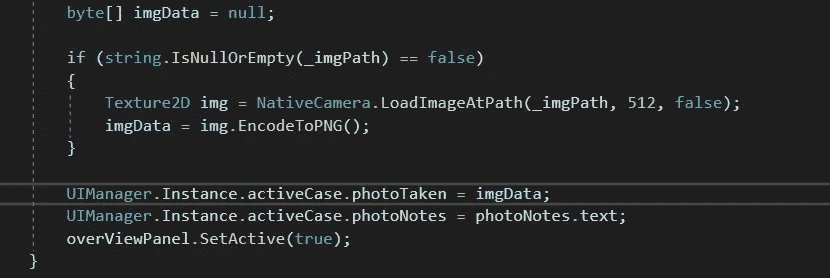 byte[] imgData = null;
if (string.IsNullOrEmpty(_imgPath) == false)
{
Texture2D img = NativeCamera.LoadImageAtPath(_imgPath, 512, false);
imgData = img.EncodeToPNG();
}
UIManager.Instance.activeCase.photoTaken = imgData;
UIManager.Instance.activeCase.photoNotes = photoNotes.text;
overViewPanel.SetActive(true);
}